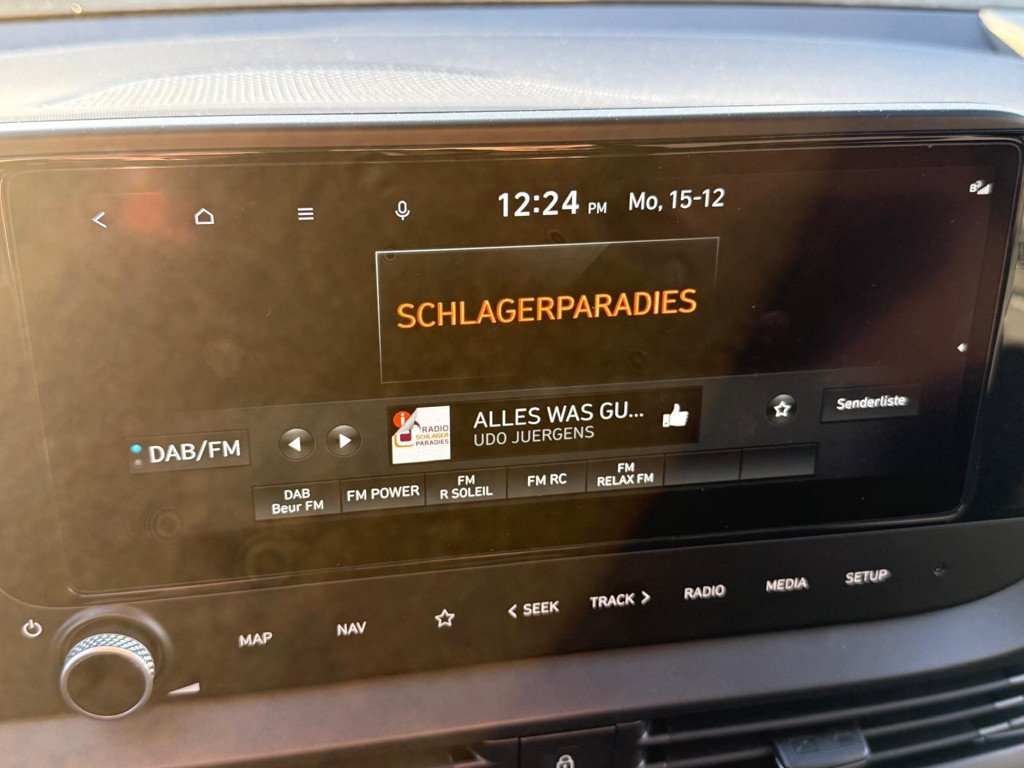 12:24 PM Mo, 15-12
SCHLAGERPARADIES
DAB/FM
RADIO
SCHLAGER
PARADIES
ALLES WAS GU...
UDO JUERGENS
Senderliste
DAB
Beur FM
FM POWER
FM
R SOLEIL
FM RC
FM
RELAX FM
MAP
NAV
< SEEK
TRACK >
RADIO
MEDIA
SETUP